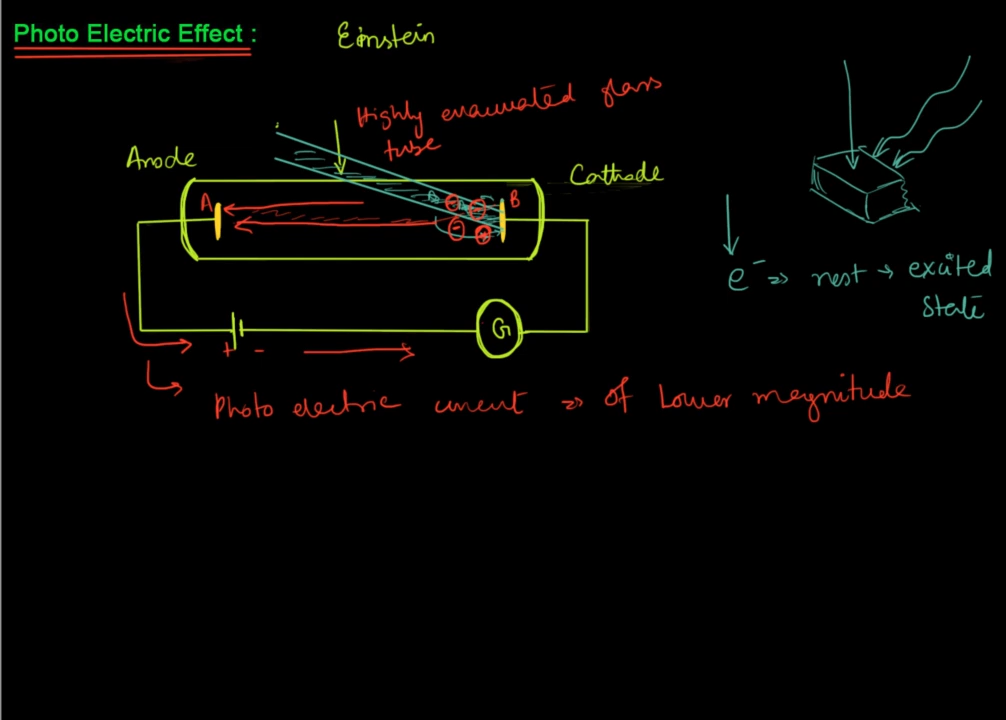 Photo Electric Effect :
Einstein
Highly evacuated glass
tube
Anode
Cathode
A
B
e⁻ ⇒ rest → excited
state
G
+ -
Photo electric current ⇒ of Lower magnitude